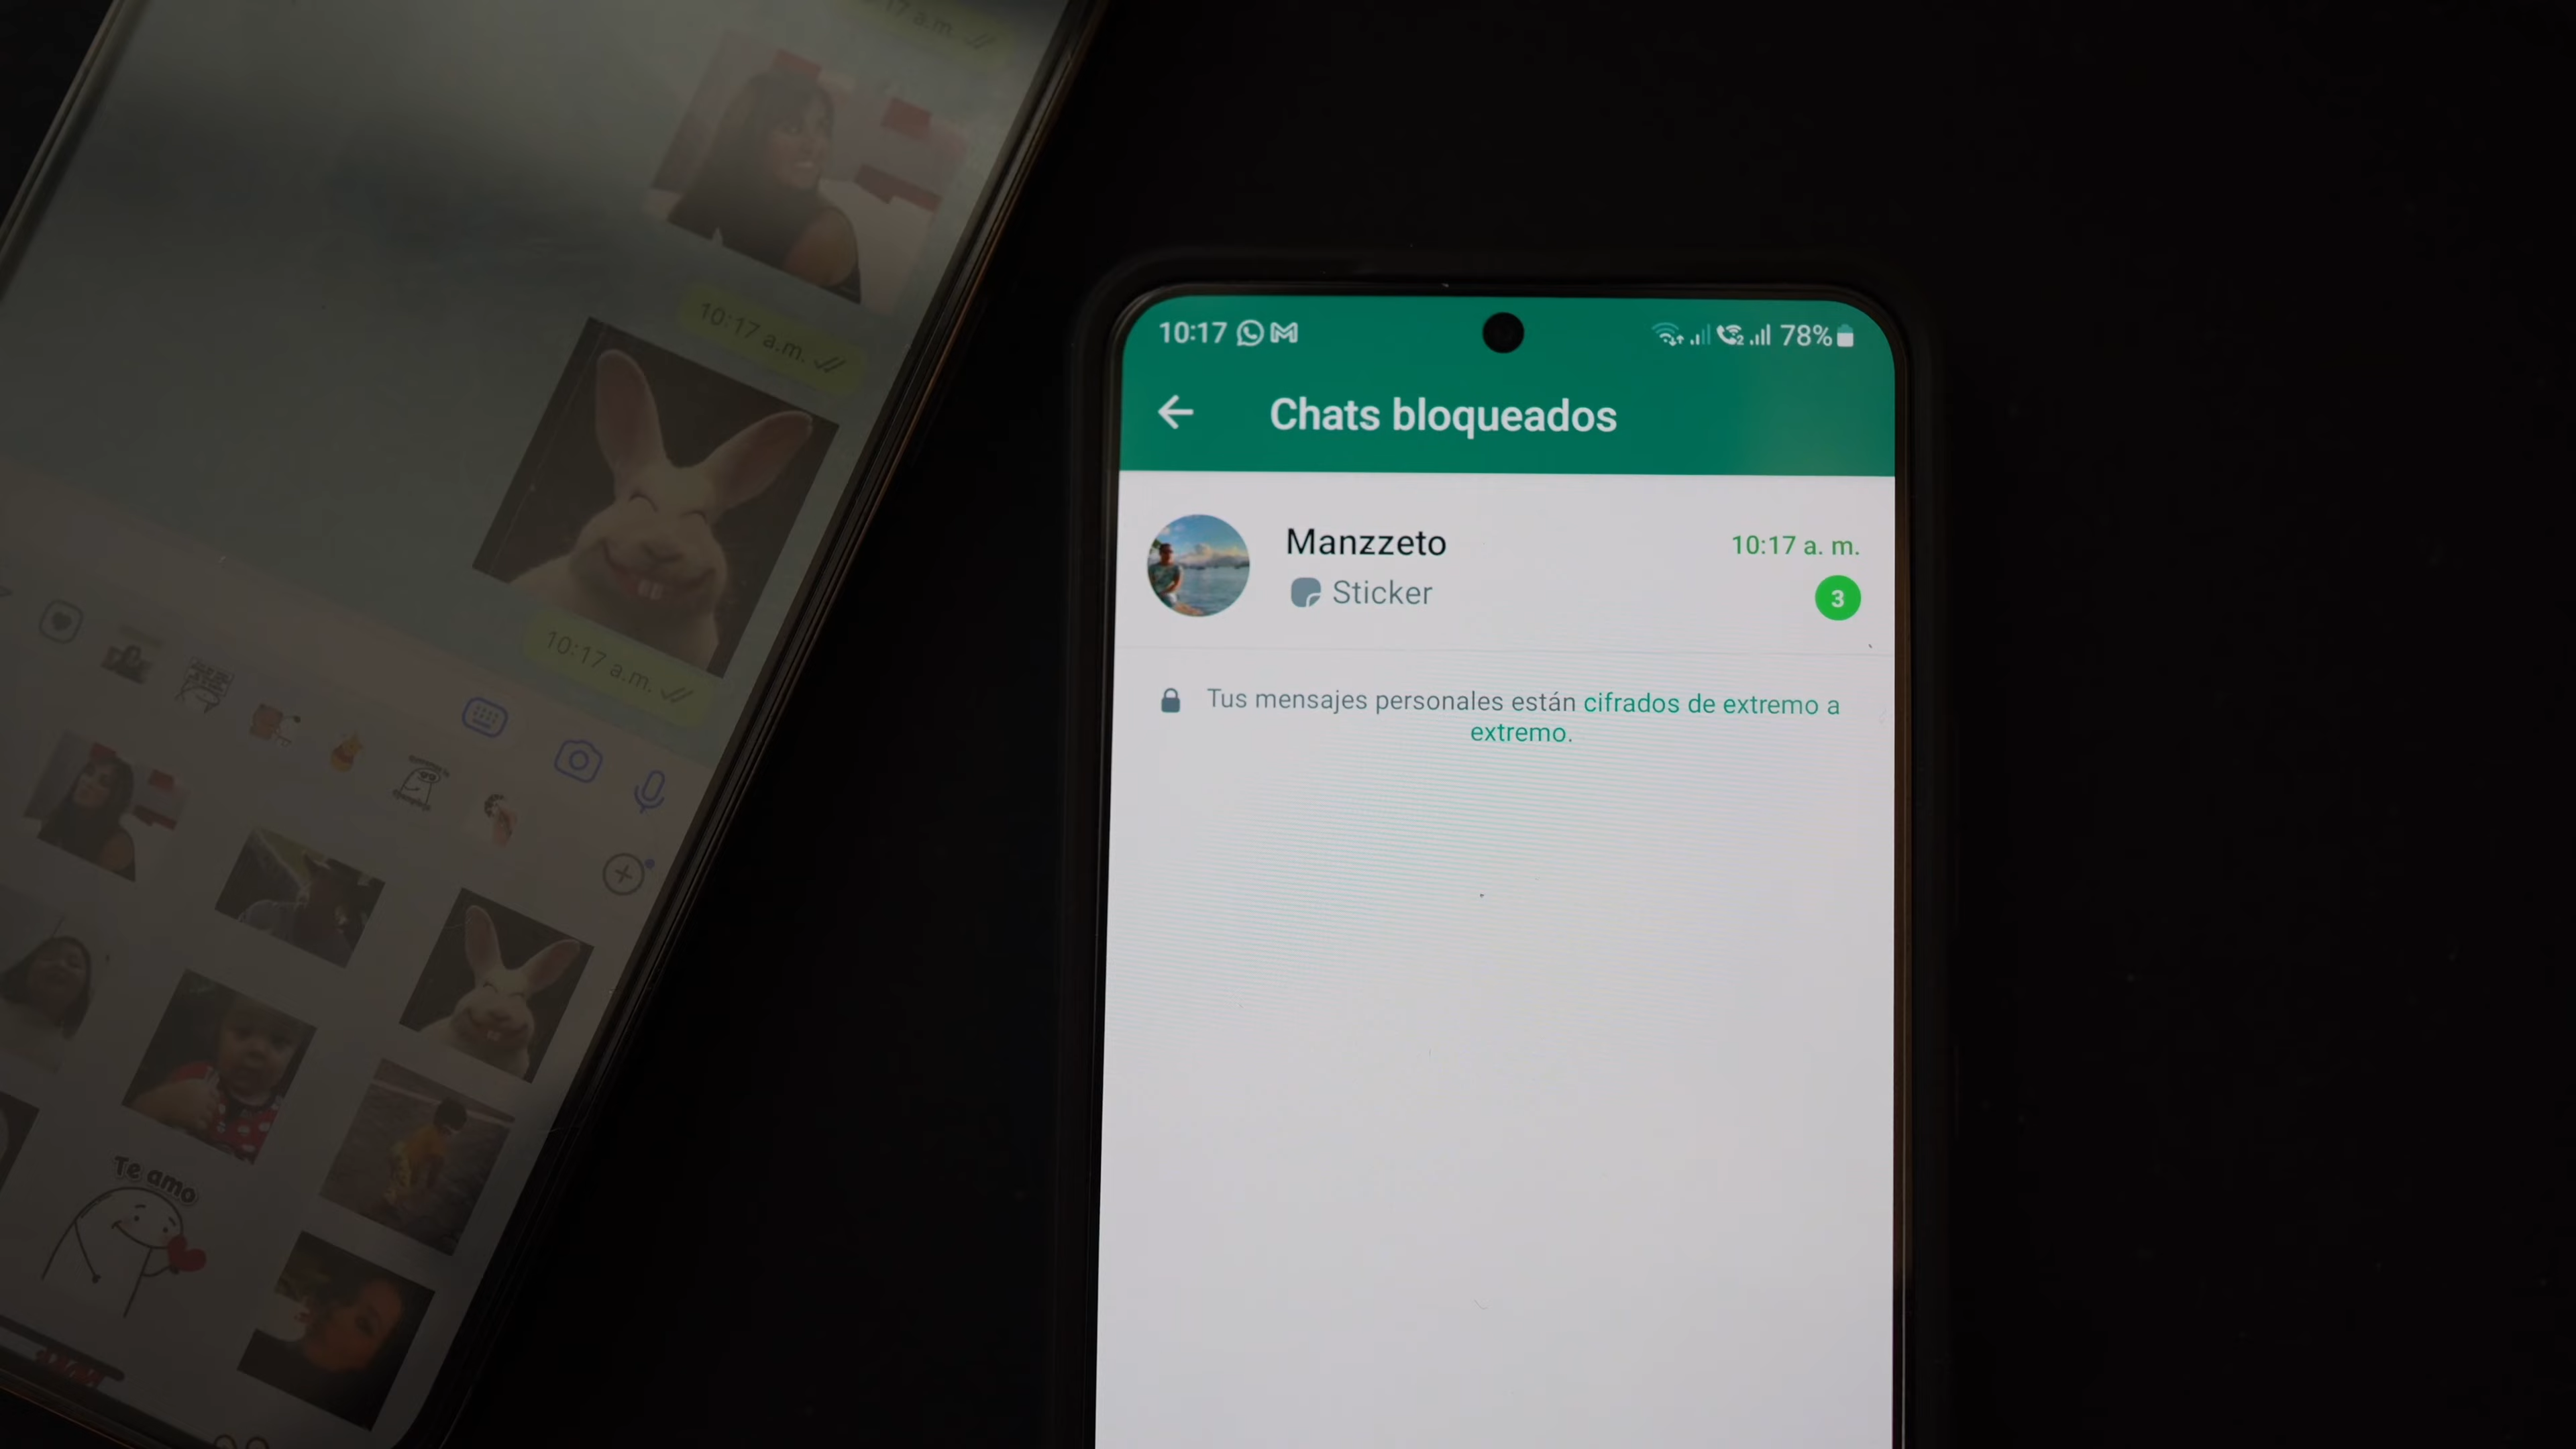 17 a.m.
10:17 a.m.
10:17 a.m.
Te amo
10:17
78%
Chats bloqueados
Manzzeto
10:17 a. m.
Sticker
3
Tus mensajes personales están cifrados de extremo a
extremo.